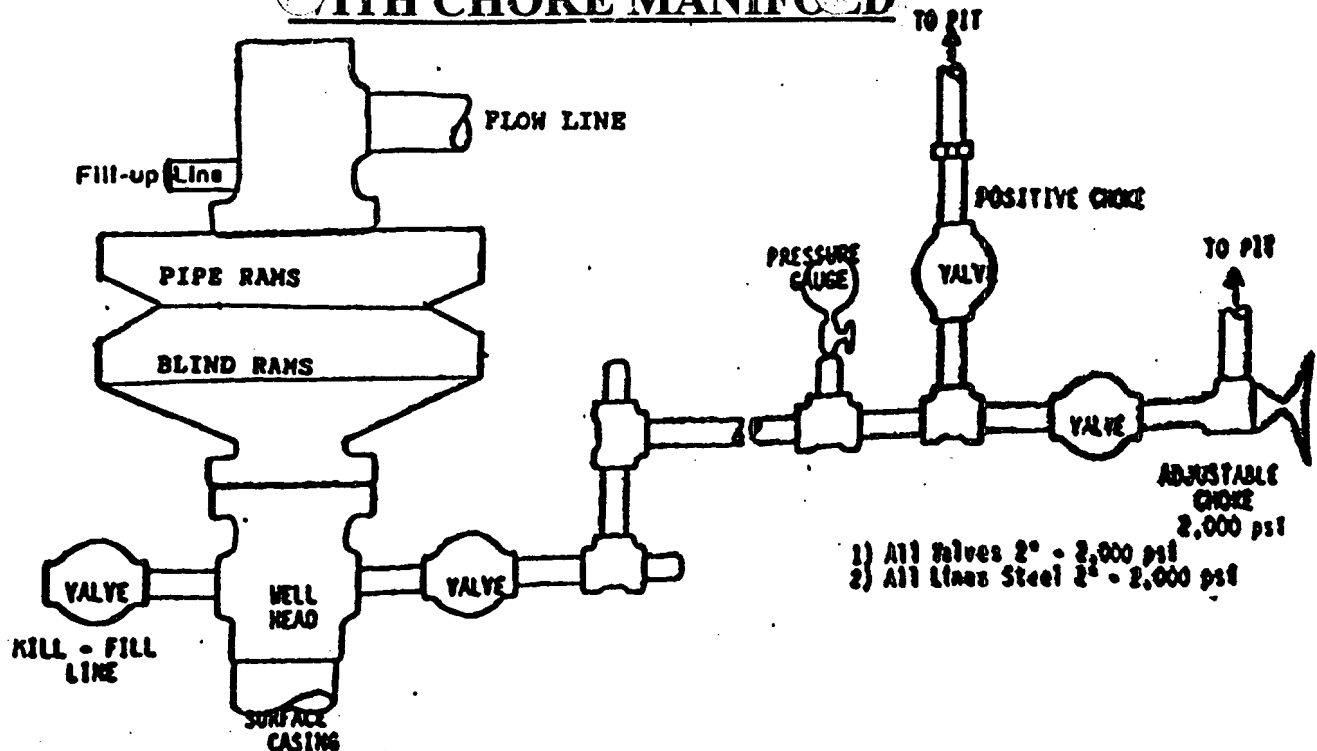 WITH CHOKE MANIFOLD
TO PIT
FLOW LINE
Fill-up Line
POSITIVE CHOKE
PIPE RAMS
PRESSURE
GAUGE
VALVE
TO PIT
BLIND RAMS
VALVE
ADJUSTABLE
CHOKE
2,000 psi
1) All Valves 2" - 2,000 psi
2) All Lines Steel 2" - 2,000 psi
VALVE
WELL
HEAD
VALVE
KILL - FILL
LINE
SURFACE
CASING